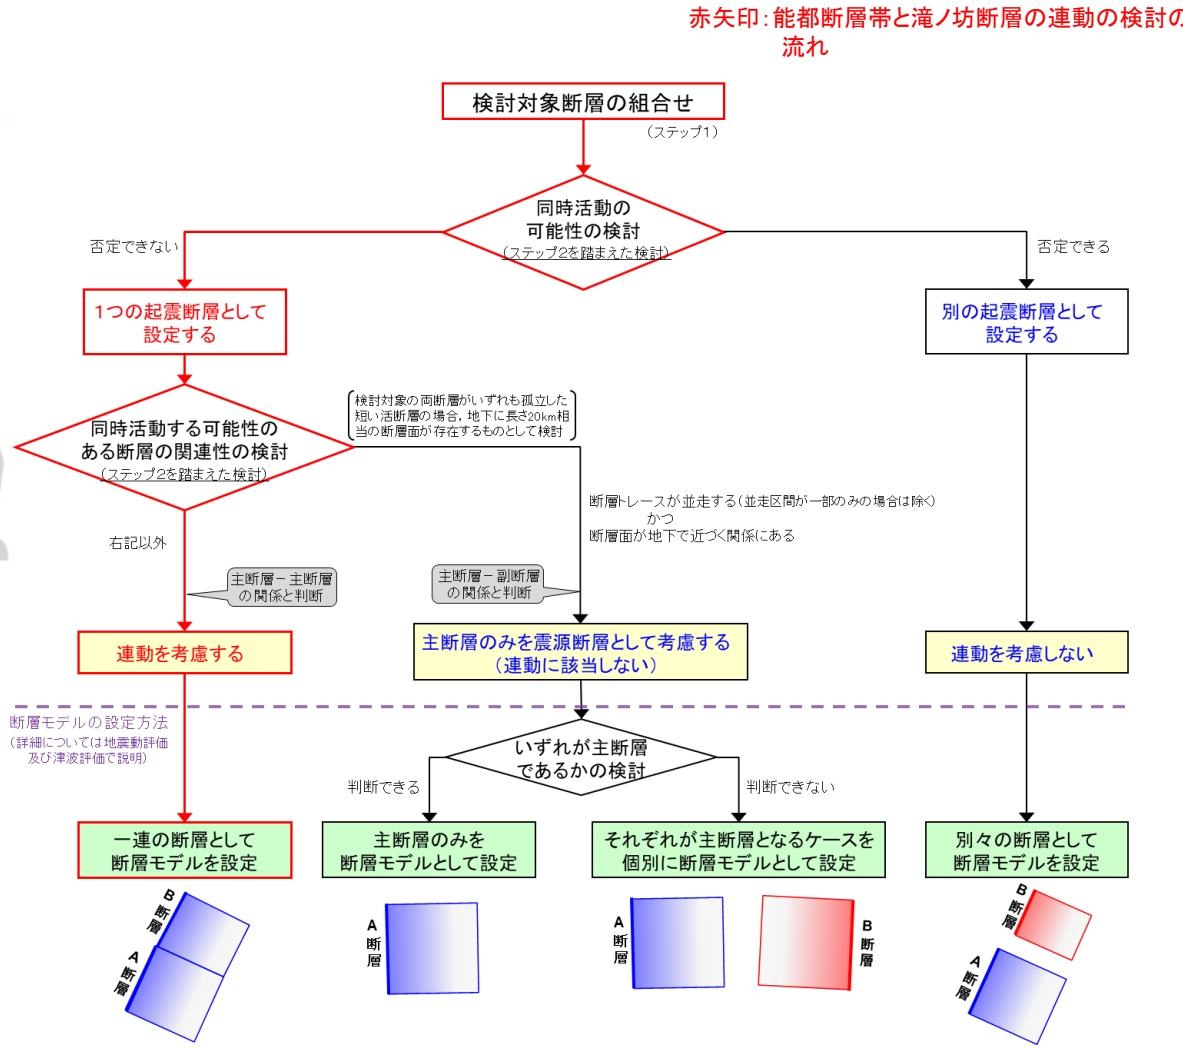 赤矢印：能都断層帯と滝ノ坊断層の連動の検討の
流れ
検討対象断層の組合せ
（ステップ1）
同時活動の
可能性の検討
（ステップ2を踏まえた検討）
否定できない
否定できる
1つの起震断層として
設定する
別の起震断層として
設定する
検討対象の両断層がいずれも孤立した
短い活断層の場合，地下に長さ20km相
当の断層面が存在するものとして検討
同時活動する可能性の
ある断層の関連性の検討
（ステップ2を踏まえた検討）
断層トレースが並走する（並走区間が一部のみの場合は除く）
かつ
断層面が地下で近づく関係にある
右記以外
主断層－主断層
の関係と判断
主断層－副断層
の関係と判断
連動を考慮する
主断層のみを震源断層として考慮する
（連動に該当しない）
連動を考慮しない
断層モデルの設定方法
（詳細については地震動評価
及び津波評価で説明）
いずれが主断層
であるかの検討
判断できる
判断できない
一連の断層として
断層モデルを設定
主断層のみを
断層モデルとして設定
それぞれが主断層となるケースを
個別に断層モデルとして設定
別々の断層として
断層モデルを設定
B断層
A断層
A断層
A断層
B断層
B断層
A断層